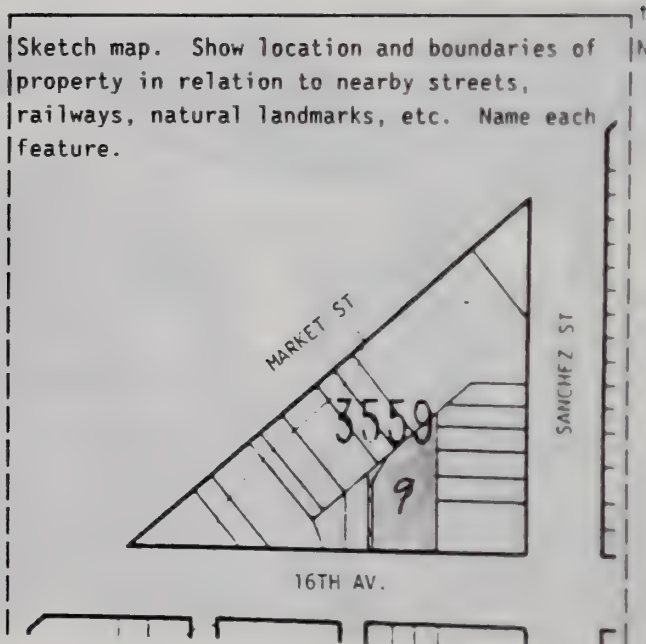 Sketch map. Show location and boundaries of
property in relation to nearby streets,
railways, natural landmarks, etc. Name each
feature.
N
MARKET ST
SANCHEZ ST
3559
9
16TH AV.